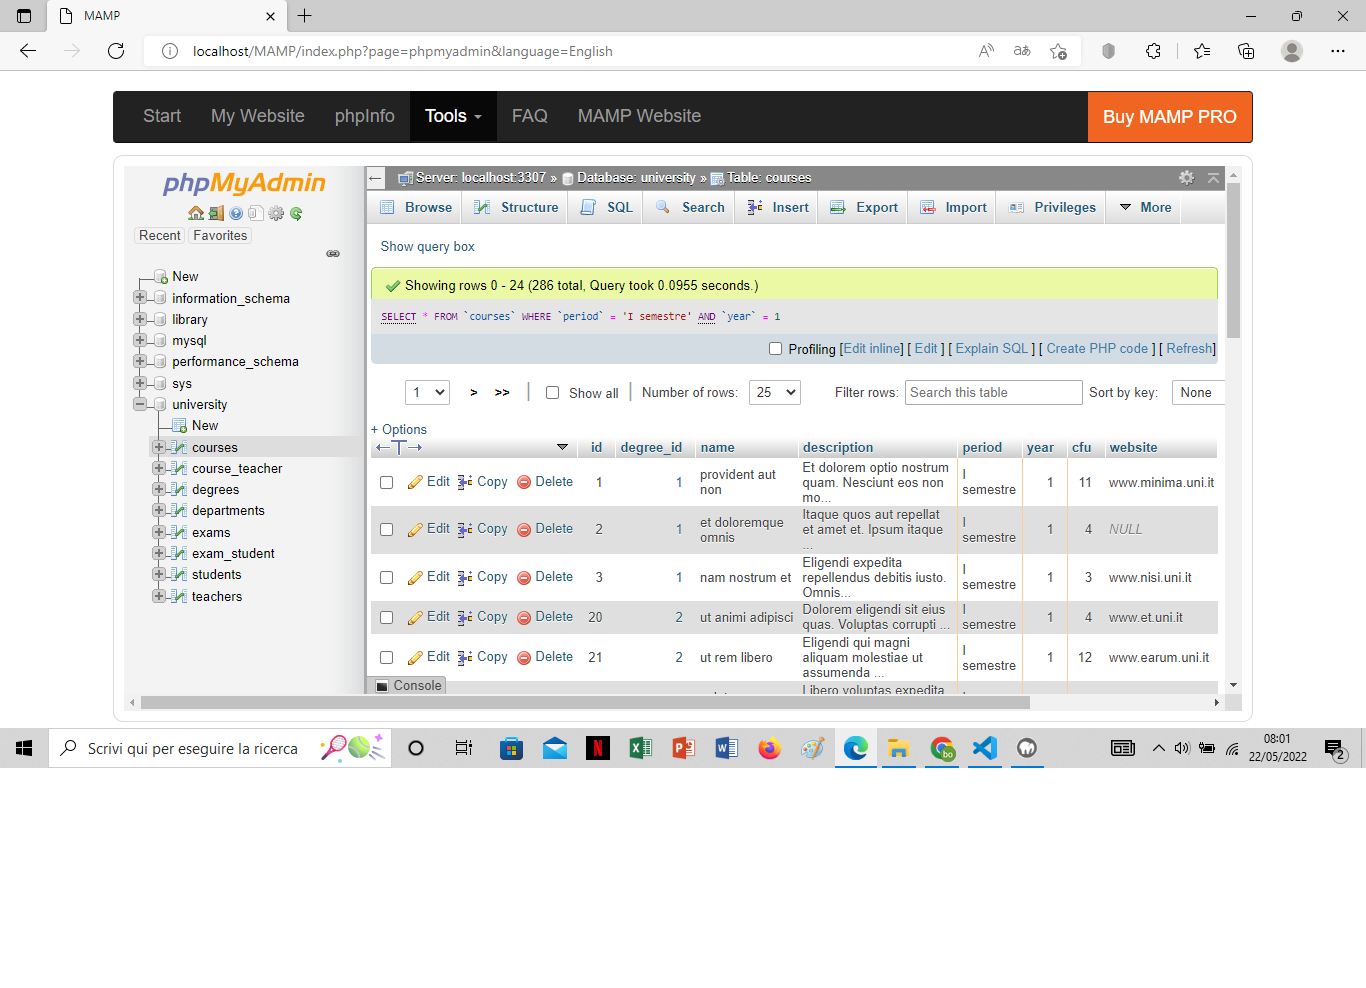 MAMP
localhost/MAMP/index.php?page=phpmyadmin&language=English
Start My Website phpInfo Tools FAQ MAMP Website Buy MAMP PRO
phpMyAdmin
Recent Favorites
New
information_schema
library
mysql
performance_schema
sys
university
New
courses
course_teacher
degrees
departments
exams
exam_student
students
teachers
Server: localhost:3307 » Database: university » Table: courses
Browse Structure SQL Search Insert Export Import Privileges More
Show query box
Showing rows 0 - 24 (286 total, Query took 0.0955 seconds.)
SELECT * FROM `courses` WHERE `period` = 'I semestre' AND `year` = 1
Profiling [Edit inline] [ Edit ] [ Explain SQL ] [ Create PHP code ] [ Refresh]
1 > >> Show all Number of rows: 25 Filter rows: Search this table Sort by key: None
+ Options
←T→ id degree_id name description period year cfu website
Edit Copy Delete 1 1 provident aut non Et dolorem optio nostrum quam. Nesciunt eos non mo... I semestre 1 11 www.minima.uni.it
Edit Copy Delete 2 1 et doloremque omnis Itaque quos aut repellat et amet et. Ipsum itaque ... I semestre 1 4 NULL
Edit Copy Delete 3 1 nam nostrum et Eligendi expedita repellendus debitis iusto. Omnis... I semestre 1 3 www.nisi.uni.it
Edit Copy Delete 20 2 ut animi adipisci Dolorem eligendi sit eius quas. Voluptas corrupti ... I semestre 1 4 www.et.uni.it
Edit Copy Delete 21 2 ut rem libero Eligendi qui magni aliquam molestiae ut assumenda ... I semestre 1 12 www.earum.uni.it
Libero voluptas expedita
Console
Scrivi qui per eseguire la ricerca
08:01
22/05/2022
2